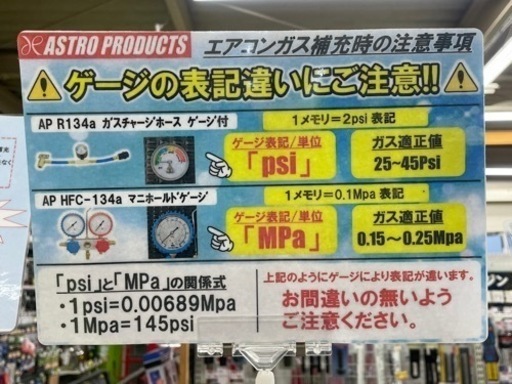 ASTRO PRODUCTS
エアコンガス補充時の注意事項
ゲージの表記違いにご注意!!
AP R134a ガスチャージホース ゲージ付
1メモリ=2psi 表記
ゲージ表記/単位
「psi」
ガス適正値
25~45Psi
AP HFC-134a マニホールドゲージ
1メモリ=0.1Mpa 表記
ゲージ表記/単位
「MPa」
ガス適正値
0.15~0.25Mpa
「psi」と「MPa」の関係式
・1psi=0.00689Mpa
・1Mpa=145psi
上記のようにゲージにより表記が違います。
お間違いの無いよう
ご注意ください。